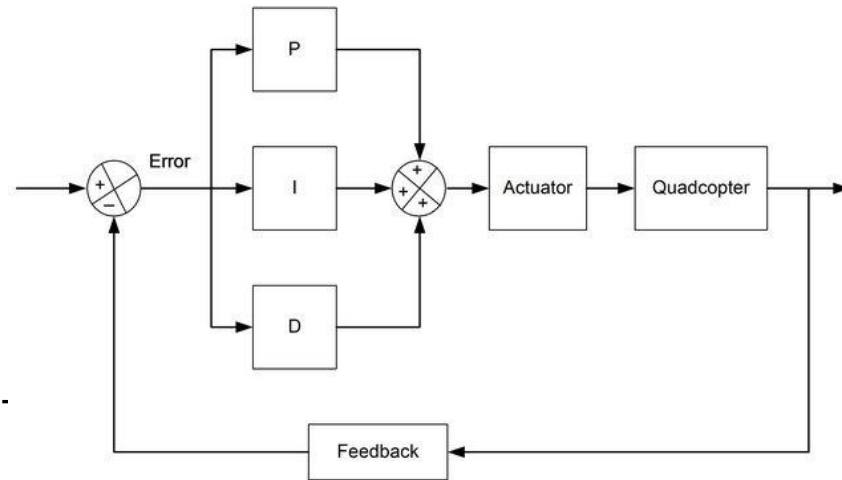 P
Error
+
−
I
+
+
+
Actuator
Quadcopter
D
-
Feedback